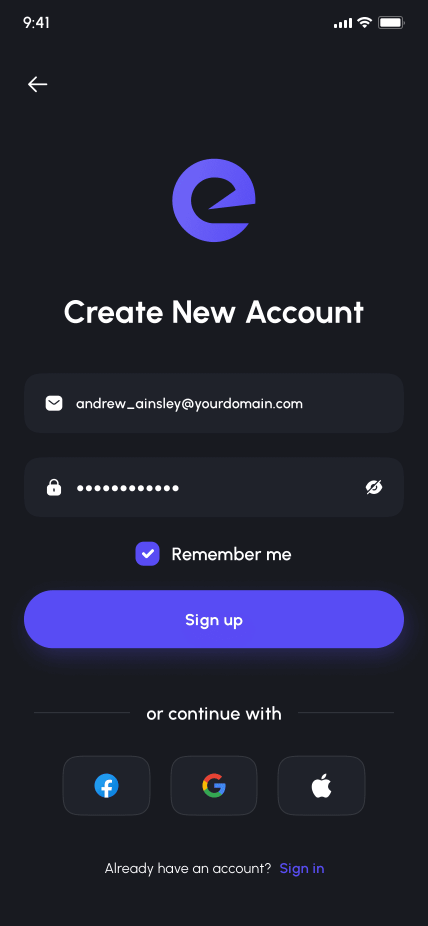 9:41
Create New Account
andrew_ainsley@yourdomain.com
●●●●●●●●●●●●
Remember me
Sign up
or continue with
Already have an account? Sign in